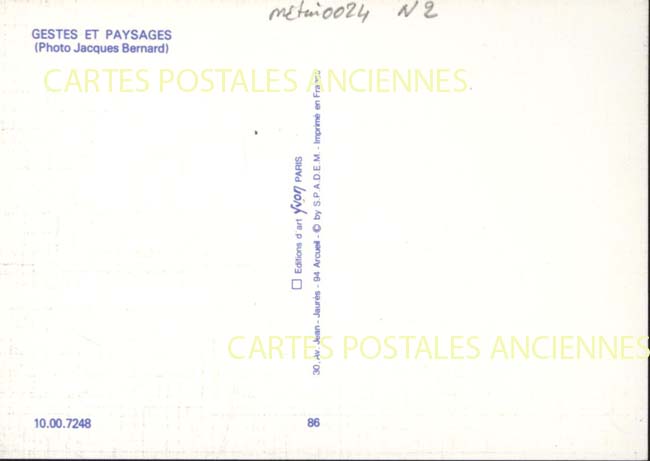 métui0024 N2
GESTES ET PAYSAGES
(Photo Jacques Bernard)
CARTES POSTALES ANCIENNES
Editions d'art yvon PARIS
30, Av. Jean-Jaurès - 94 Arcueil - © by S.P.A.D.E.M. - Imprimé en France
CARTES POSTALES ANCIENNES
10.00.7248
86